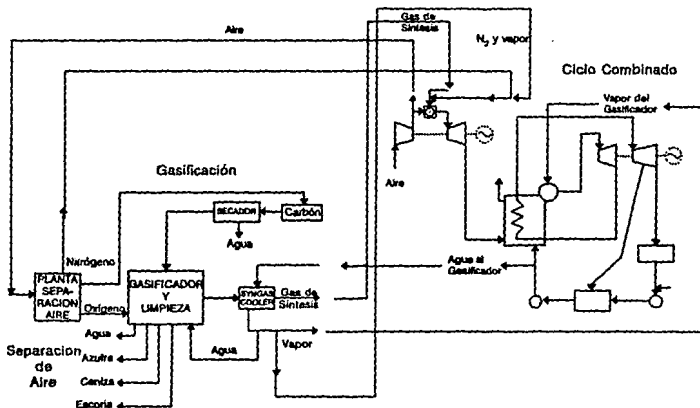 Aire
Gas de
Síntesis
N₂ y vapor
Ciclo Combinado
Vapor del
Gasificador
Gasificación
Aire
SECADOR
Carbón
Agua
Nitrógeno
PLANTA
SEPA-
RACION
AIRE
GASIFICADOR
Y
LIMPIEZA
SYNGAS
COOLER
Gas de
Síntesis
Agua al
Gasificador
Oxígeno
Agua
Separacion
de
Aire
Azufre
Ceniza
Escoria
Agua
Vapor